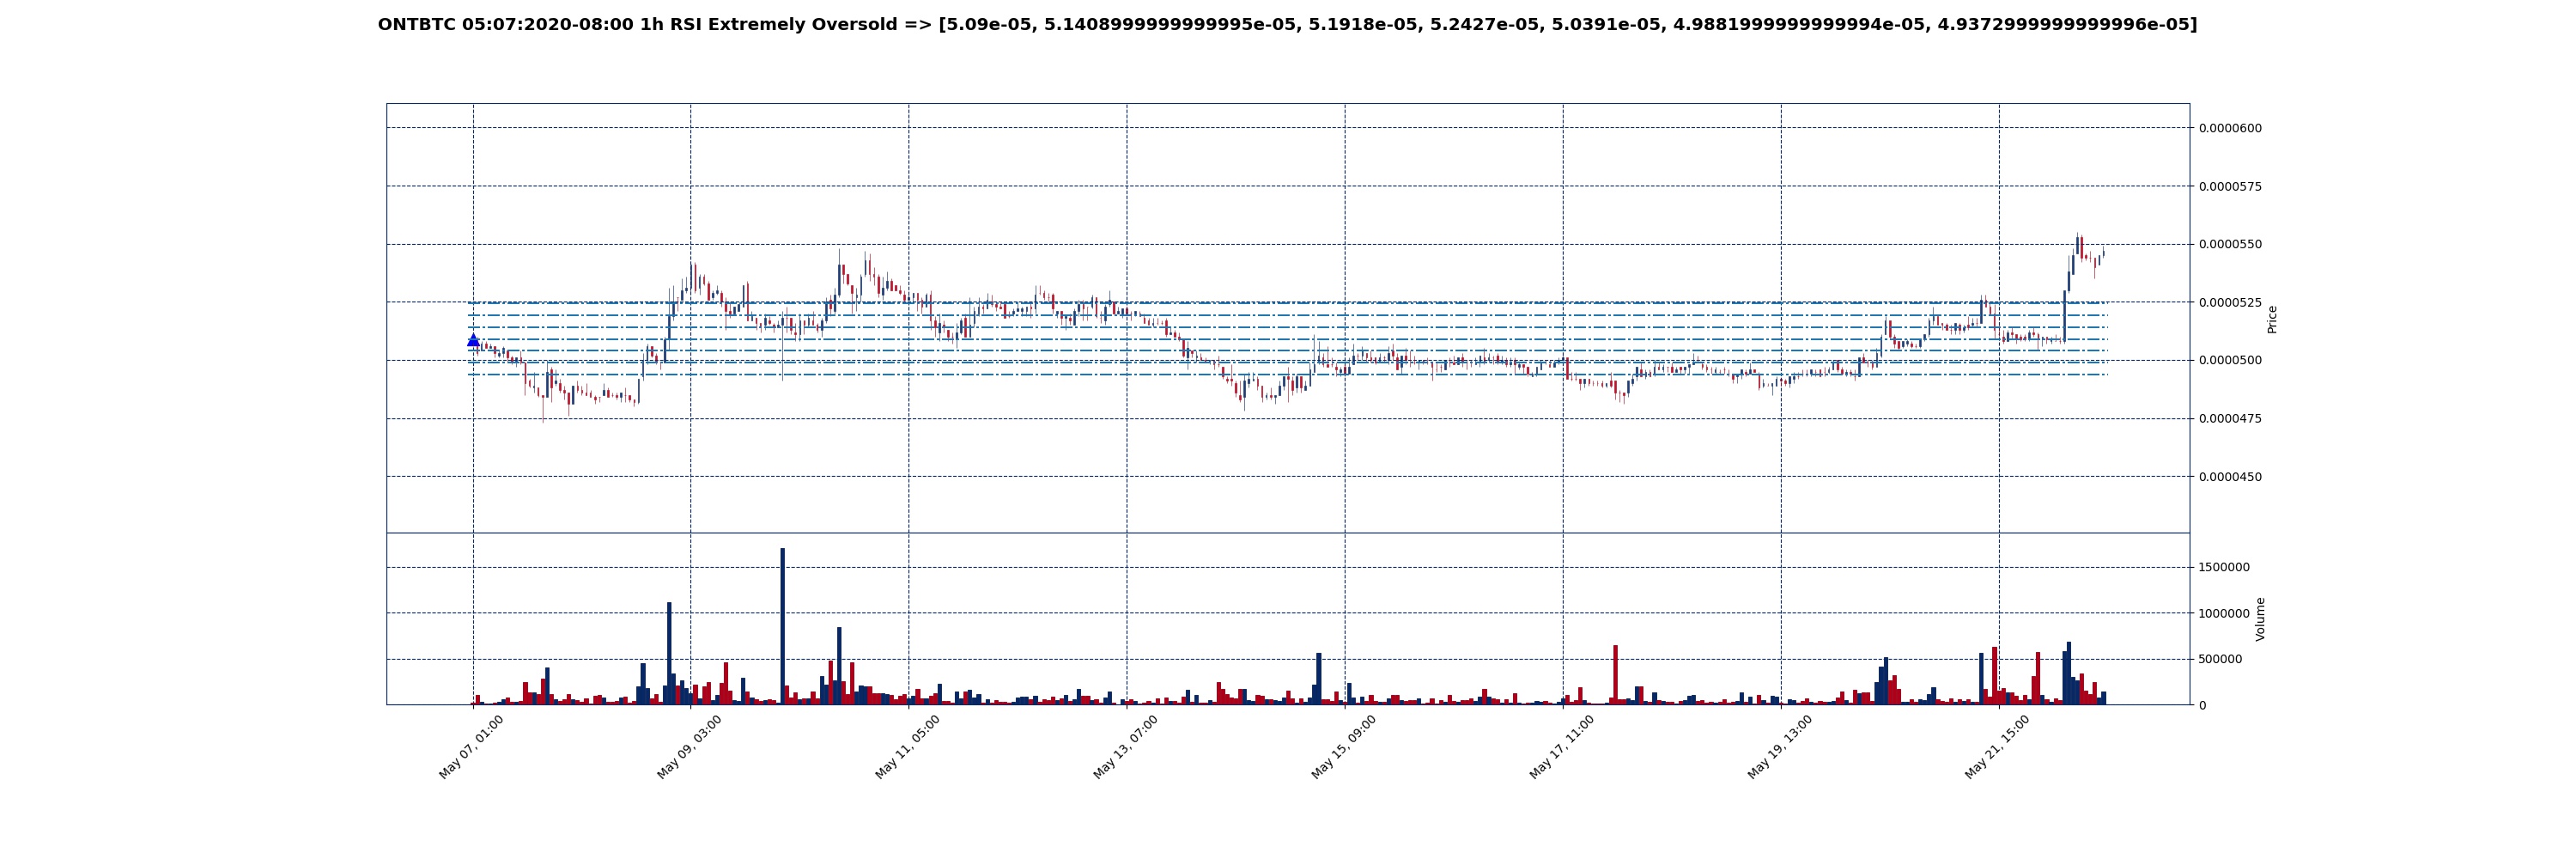 ONTBTC 05:07:2020-08:00 1h RSI Extremely Oversold => [5.09e-05, 5.1408999999999995e-05, 5.1918e-05, 5.2427e-05, 5.0391e-05, 4.9881999999999994e-05, 4.9372999999999996e-05]
0.0000600
0.0000575
0.0000550
0.0000525
0.0000500
0.0000475
0.0000450
Price
1500000
1000000
500000
0
Volume
May 07, 01:00
May 09, 03:00
May 11, 05:00
May 13, 07:00
May 15, 09:00
May 17, 11:00
May 19, 13:00
May 21, 15:00